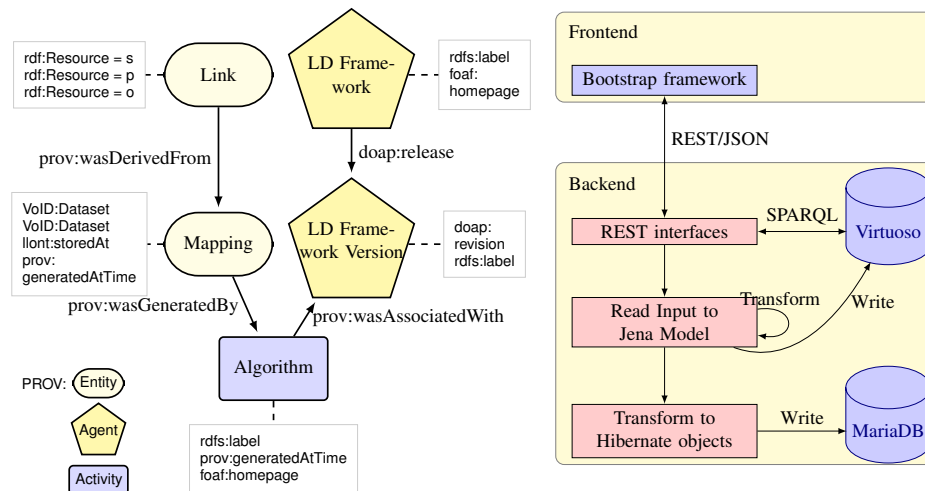 rdf:Resource = s
rdf:Resource = p
rdf:Resource = o
Link
LD Frame-
work
rdfs:label
foaf:
homepage
prov:wasDerivedFrom
doap:release
VoID:Dataset
VoID:Dataset
llont:storedAt
prov:
generatedAtTime
Mapping
LD Frame-
work Version
doap:
revision
rdfs:label
prov:wasGeneratedBy
prov:wasAssociatedWith
Algorithm
PROV:
Entity
Agent
Activity
rdfs:label
prov:generatedAtTime
foaf:homepage
Frontend
Bootstrap framework
REST/JSON
Backend
REST interfaces
SPARQL
Virtuoso
Read Input to
Jena Model
Transform
Write
Transform to
Hibernate objects
Write
MariaDB